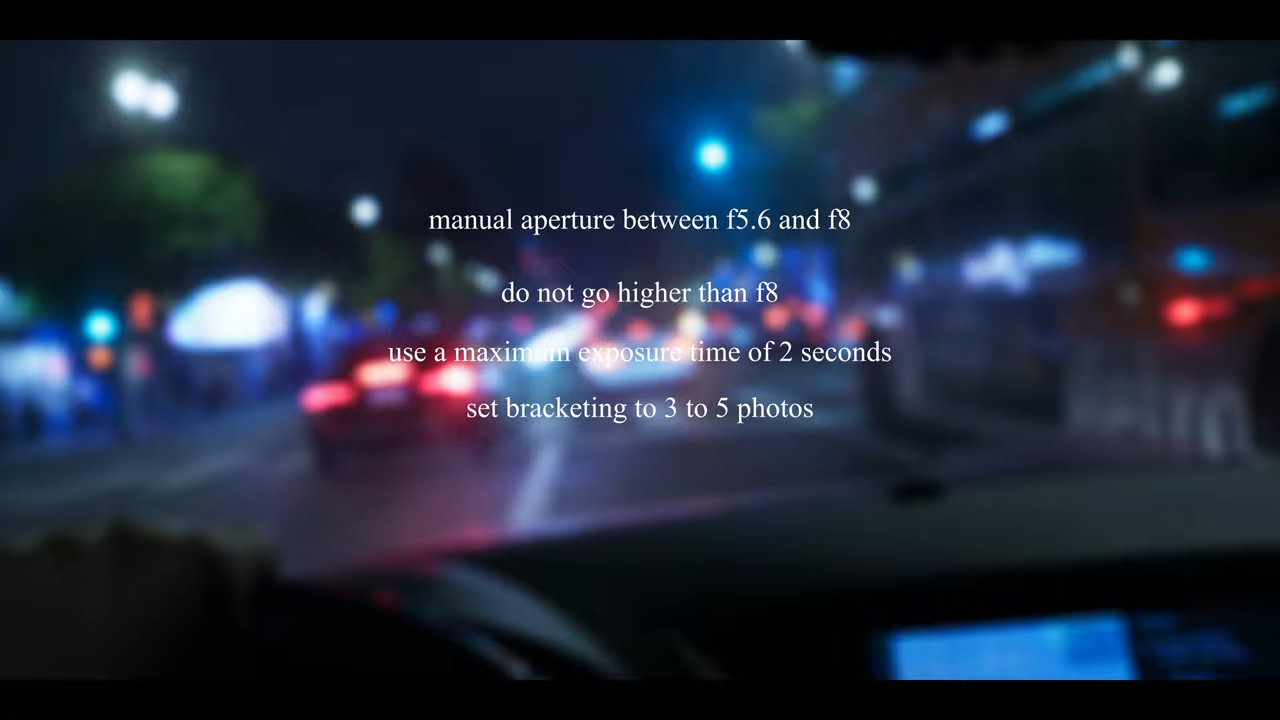 manual aperture between f5.6 and f8
do not go higher than f8
use a maximum exposure time of 2 seconds
set bracketing to 3 to 5 photos